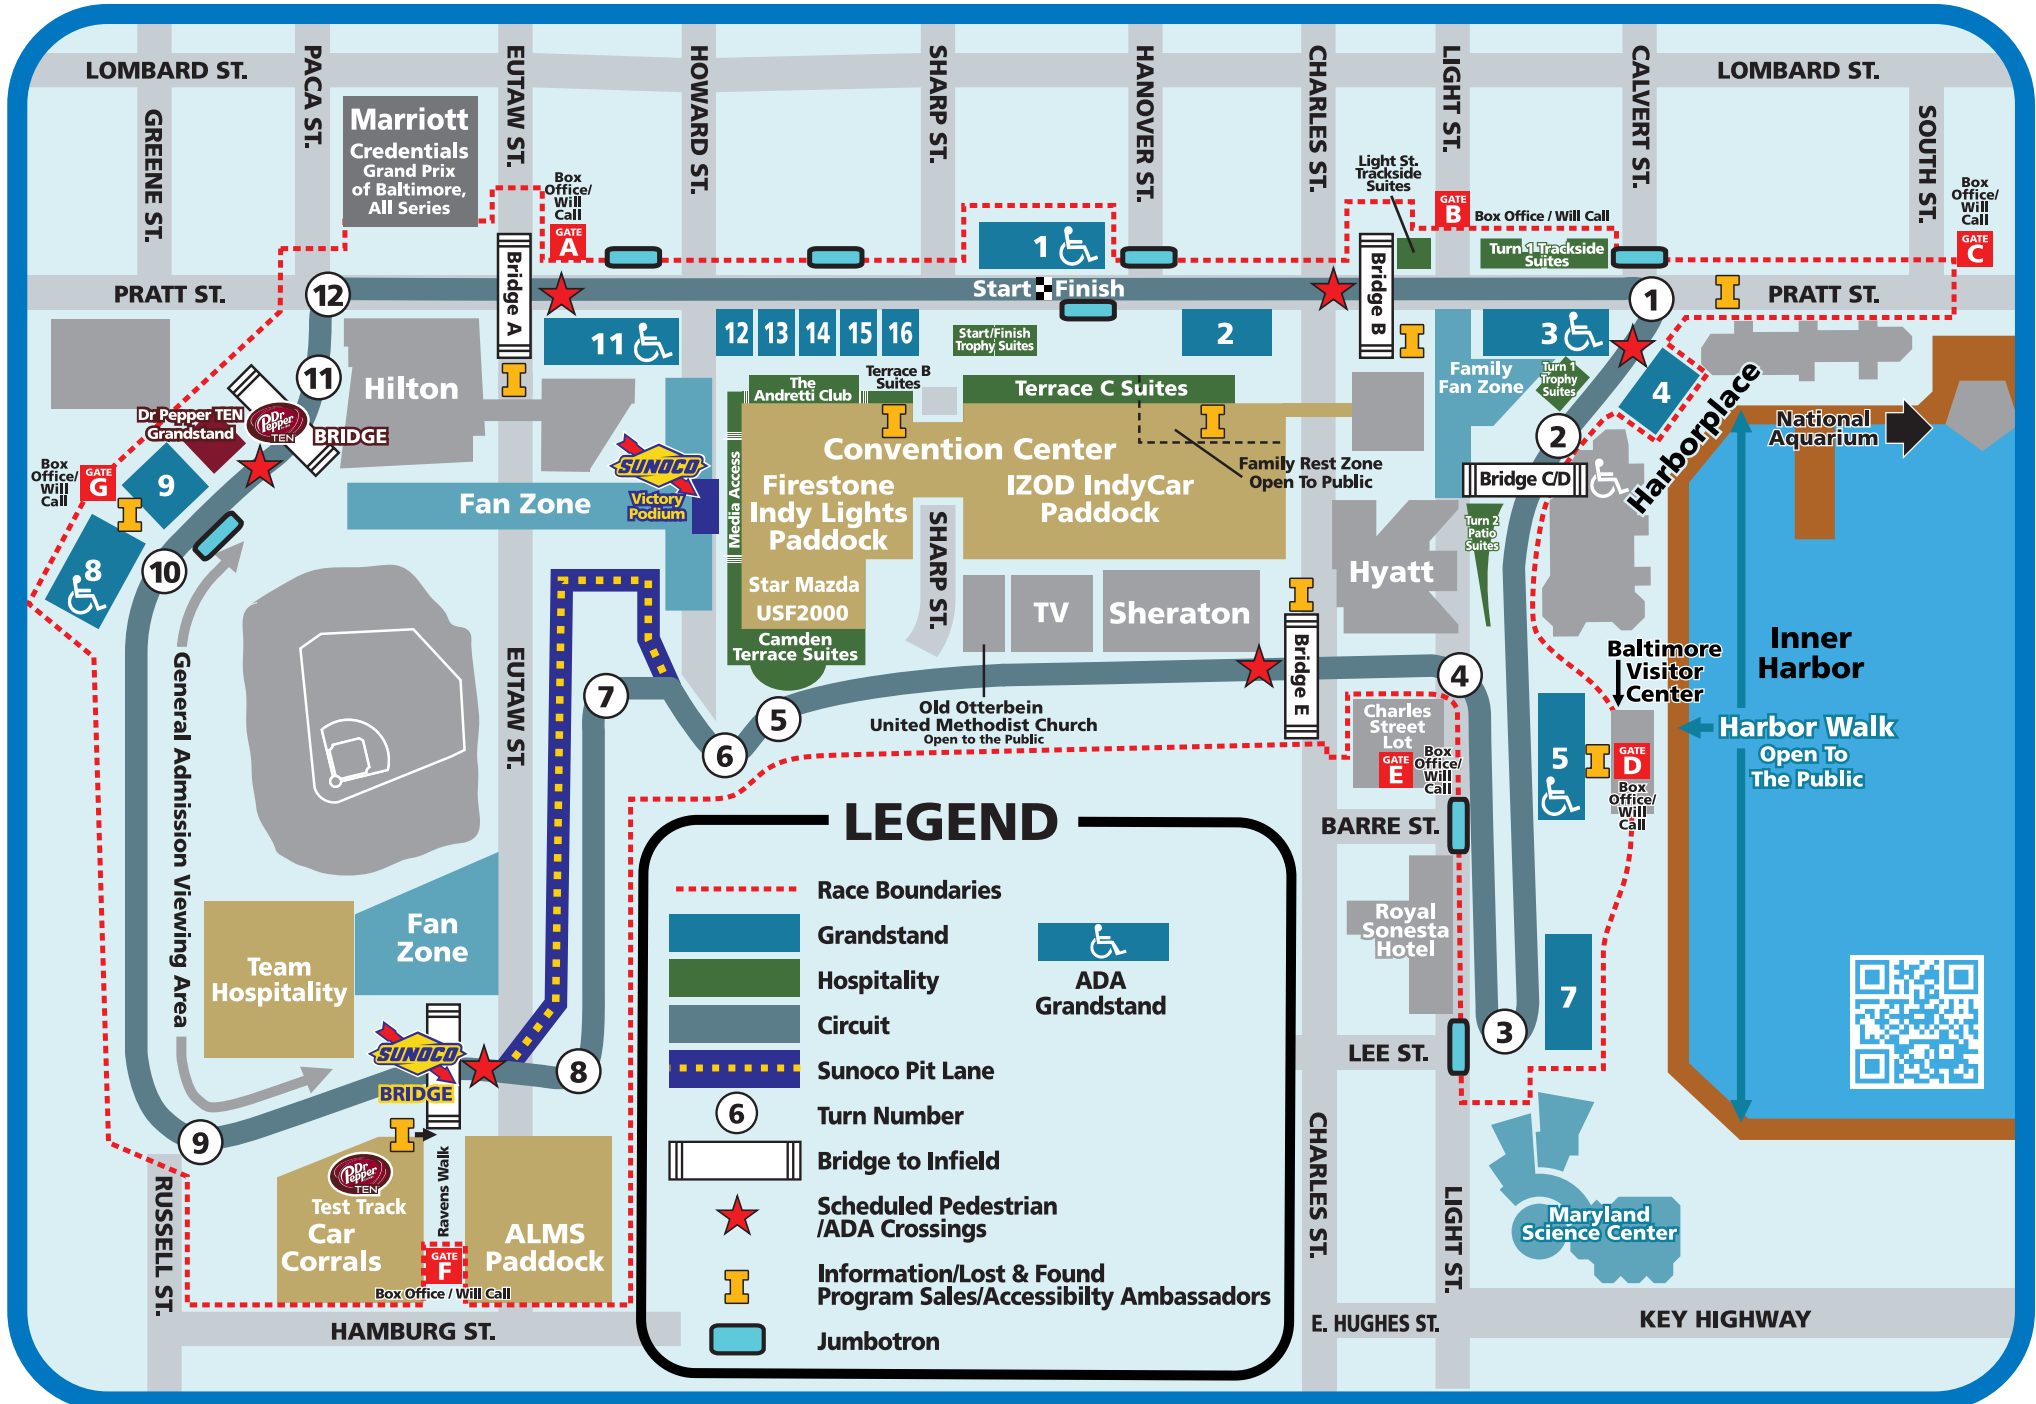 LOMBARD ST.
PACA ST.
EUTAW ST.
HOWARD ST.
SHARP ST.
HANOVER ST.
CHARLES ST.
LIGHT ST.
CALVERT ST.
LOMBARD ST.
GREENE ST.
SOUTH ST.
Marriott
Credentials
Grand Prix
of Baltimore,
All Series
Box
Office/
Will
Call
GATE
A
Light St.
Trackside
Suites
GATE
B
Box Office / Will Call
Box
Office/
Will
Call
GATE
C
1
Turn 1 Trackside
Suites
Bridge A
Bridge B
PRATT ST.
12
Start
Finish
1
PRATT ST.
11
12
13
14
15
16
Start/Finish
Trophy Suites
2
3
Family
Fan Zone
Turn 1
Trophy
Suites
4
Harborplace
National
Aquarium
Hilton
11
Dr Pepper TEN
Grandstand
Dr
Pepper
TEN
BRIDGE
The
Andretti Club
Terrace B
Suites
Terrace C Suites
Convention Center
Firestone
Indy Lights
Paddock
IZOD IndyCar
Paddock
Family Rest Zone
Open To Public
Media Access
2
Bridge C/D
Box
Office/
Will
Call
GATE
G
9
Fan Zone
SUNOCO
Victory
Podium
SHARP ST.
Turn 2
Patio
Suites
8
10
Star Mazda
USF2000
Camden
Terrace Suites
TV
Sheraton
Hyatt
Bridge E
General Admission Viewing Area
EUTAW ST.
7
5
6
Old Otterbein
United Methodist Church
Open to the Public
4
Baltimore
Visitor
Center
Inner
Harbor
Harbor Walk
Open To
The Public
Charles
Street
Lot
GATE
E
Box
Office/
Will
Call
5
GATE
D
Box
Office/
Will
Call
BARRE ST.
Royal
Sonesta
Hotel
7
3
LEE ST.
Team
Hospitality
Fan
Zone
SUNOCO
BRIDGE
8
9
LEGEND
Race Boundaries
Grandstand
Hospitality
Circuit
Sunoco Pit Lane
6
Turn Number
Bridge to Infield
Scheduled Pedestrian
/ADA Crossings
Information/Lost & Found
Program Sales/Accessibilty Ambassadors
Jumbotron
ADA
Grandstand
RUSSELL ST.
Dr
Pepper
TEN
Test Track
Car
Corrals
Ravens Walk
GATE
F
Box Office / Will Call
ALMS
Paddock
HAMBURG ST.
CHARLES ST.
LIGHT ST.
Maryland
Science Center
E. HUGHES ST.
KEY HIGHWAY